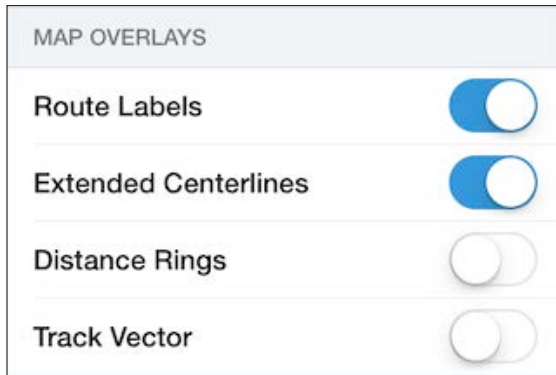 MAP OVERLAYS
Route Labels
Extended Centerlines
Distance Rings
Track Vector